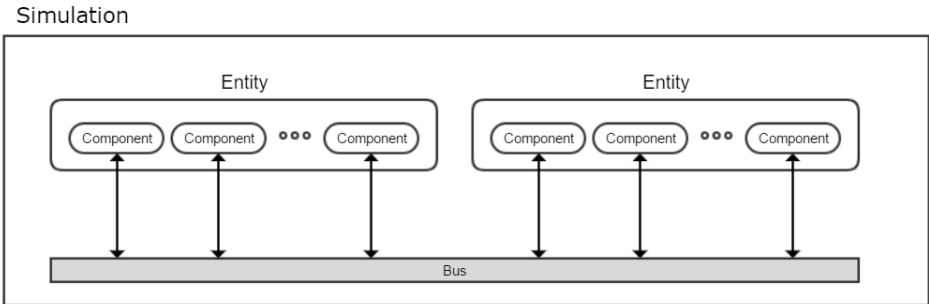 Simulation
Entity
Entity
Component
Component
Component
Component
Component
Component
Bus